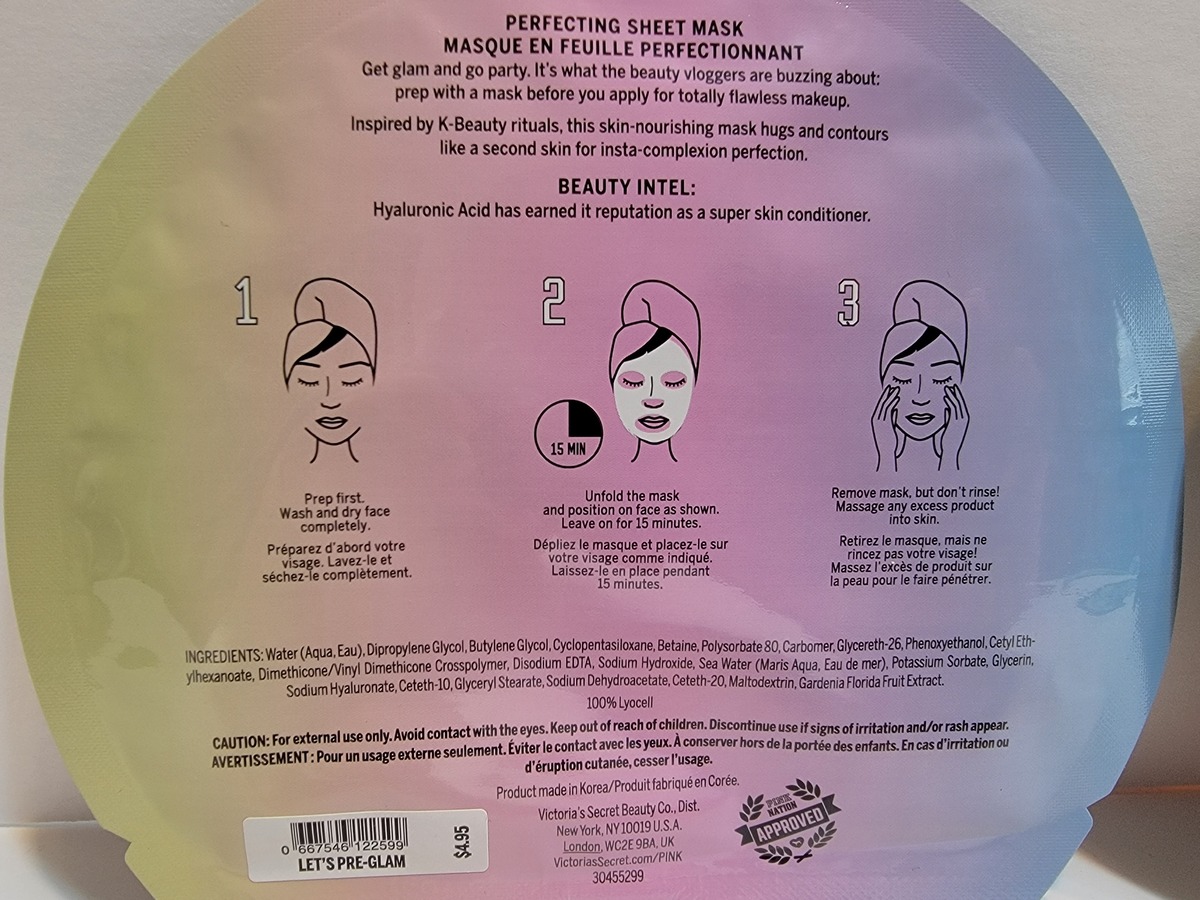 PERFECTING SHEET MASK
MASQUE EN FEUILLE PERFECTIONNANT
Get glam and go party. It's what the beauty vloggers are buzzing about:
prep with a mask before you apply for totally flawless makeup.
Inspired by K-Beauty rituals, this skin-nourishing mask hugs and contours
like a second skin for insta-complexion perfection.
BEAUTY INTEL:
Hyaluronic Acid has earned it reputation as a super skin conditioner.
1
Prep first.
Wash and dry face
completely.
Préparez d'abord votre
visage. Lavez-le et
séchez-le complètement.
2
15 MIN
Unfold the mask
and position on face as shown.
Leave on for 15 minutes.
Dépliez le masque et placez-le sur
votre visage comme indiqué.
Laissez-le en place pendant
15 minutes.
3
Remove mask, but don't rinse!
Massage any excess product
into skin.
Retirez le masque, mais ne
rincez pas votre visage!
Massez l'excès de produit sur
la peau pour le faire pénétrer.
INGREDIENTS: Water (Aqua, Eau), Dipropylene Glycol, Butylene Glycol, Cyclopentasiloxane, Betaine, Polysorbate 80, Carbomer, Glycereth-26, Phenoxyethanol, Cetyl Eth-
ylhexanoate, Dimethicone/Vinyl Dimethicone Crosspolymer, Disodium EDTA, Sodium Hydroxide, Sea Water (Maris Aqua, Eau de mer), Potassium Sorbate, Glycerin,
Sodium Hyaluronate, Ceteth-10, Glyceryl Stearate, Sodium Dehydroacetate, Ceteth-20, Maltodextrin, Gardenia Florida Fruit Extract.
100% Lyocell
CAUTION: For external use only. Avoid contact with the eyes. Keep out of reach of children. Discontinue use if signs of irritation and/or rash appear.
AVERTISSEMENT : Pour un usage externe seulement. Éviter le contact avec les yeux. À conserver hors de la portée des enfants. En cas d'irritation ou
d'éruption cutanée, cesser l'usage.
Product made in Korea/Produit fabriqué en Corée.
Victoria's Secret Beauty Co., Dist.
New York, NY 10019 U.S.A.
London, WC2E 9BA, UK
VictoriasSecret.com/PINK
30455299
PINK
NATION
APPROVED
0 667546 122599
LET'S PRE-GLAM
$4.95